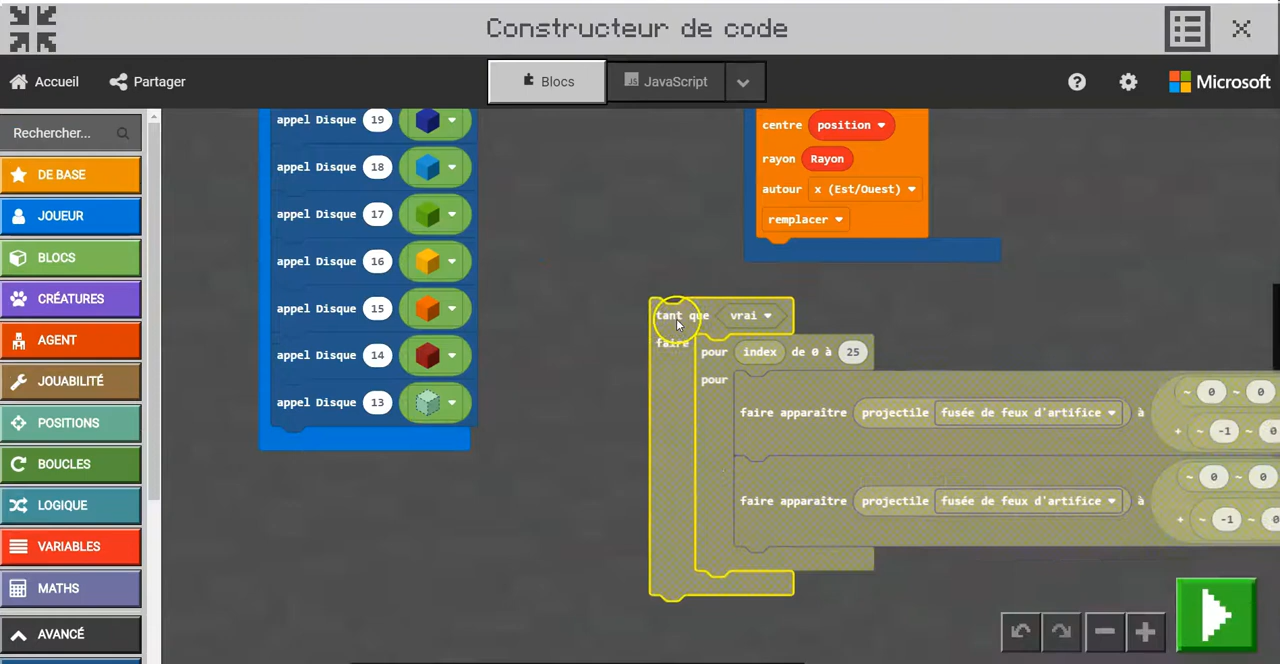 Constructeur de code
Accueil
Partager
Blocs
JS JavaScript
Microsoft
Rechercher...
DE BASE
JOUEUR
BLOCS
CRÉATURES
AGENT
JOUABILITÉ
POSITIONS
BOUCLES
LOGIQUE
VARIABLES
MATHS
AVANCÉ
appel Disque 19
appel Disque 18
appel Disque 17
appel Disque 16
appel Disque 15
appel Disque 14
appel Disque 13
centre position
rayon Rayon
autour x (Est/Ouest)
remplacer
tant que vrai
faire
pour index de 0 à 25
pour
faire apparaître projectile fusée de feux d'artifice à ~ 0 ~ 0
+ ~ -1 ~ 0
faire apparaître projectile fusée de feux d'artifice à ~ 0 ~ 0
+ ~ -1 ~ 0